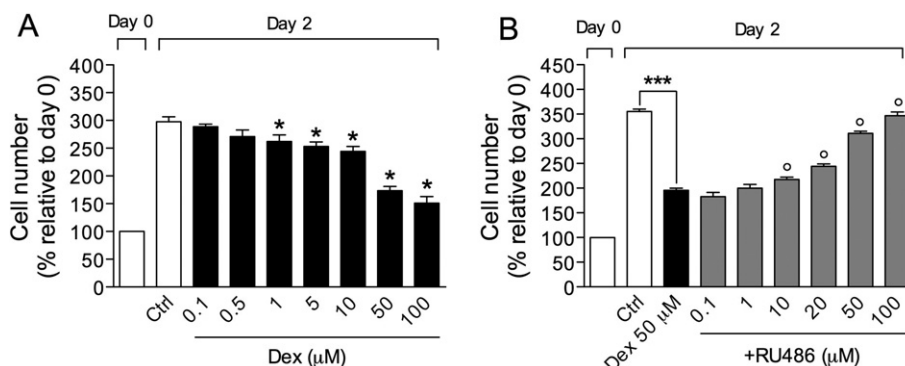 A
Day 0
Day 2
Cell number
(% relative to day 0)
400
350
300
250
200
150
100
50
0
*
*
*
*
*
Ctrl
0.1
0.5
1
5
10
50
100
Dex (μM)
B
Day 0
Day 2
Cell number
(% relative to day 0)
450
400
350
300
250
200
150
100
50
0
***
°
°
°
°
Ctrl
Dex 50 μM
0.1
1
10
20
50
100
+RU486 (μM)